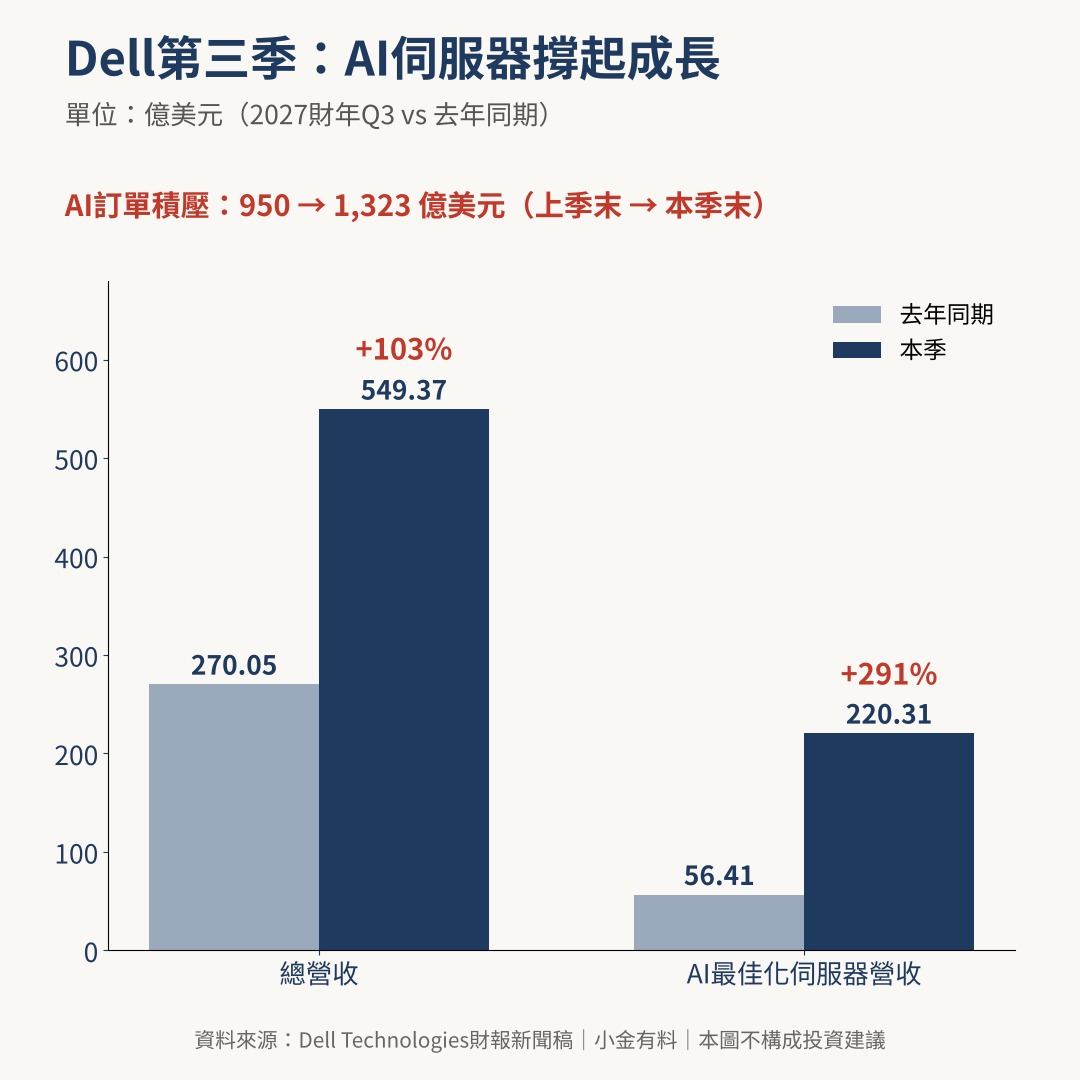 Dell第三季：AI伺服器撐起成長
單位：億美元（2027財年Q3 vs 去年同期）
AI訂單積壓：950 → 1,323 億美元（上季末 → 本季末）
去年同期
本季
600
500
400
300
200
100
0
+103%
549.37
270.05
+291%
220.31
56.41
總營收
AI最佳化伺服器營收
資料來源：Dell Technologies財報新聞稿｜小金有料｜本圖不構成投資建議